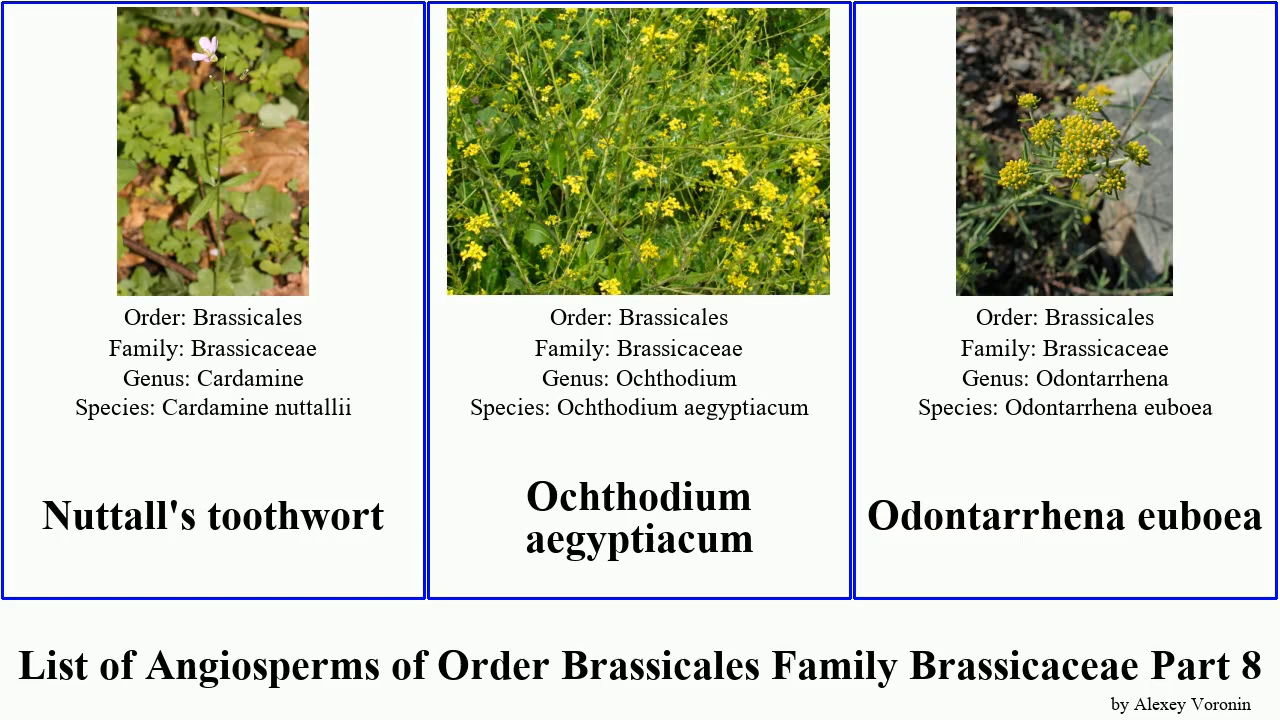 Order: Brassicales
Family: Brassicaceae
Genus: Cardamine
Species: Cardamine nuttallii
Nuttall's toothwort
Order: Brassicales
Family: Brassicaceae
Genus: Ochthodium
Species: Ochthodium aegyptiacum
Ochthodium
aegyptiacum
Order: Brassicales
Family: Brassicaceae
Genus: Odontarrhena
Species: Odontarrhena euboea
Odontarrhena euboea
List of Angiosperms of Order Brassicales Family Brassicaceae Part 8
by Alexey Voronin